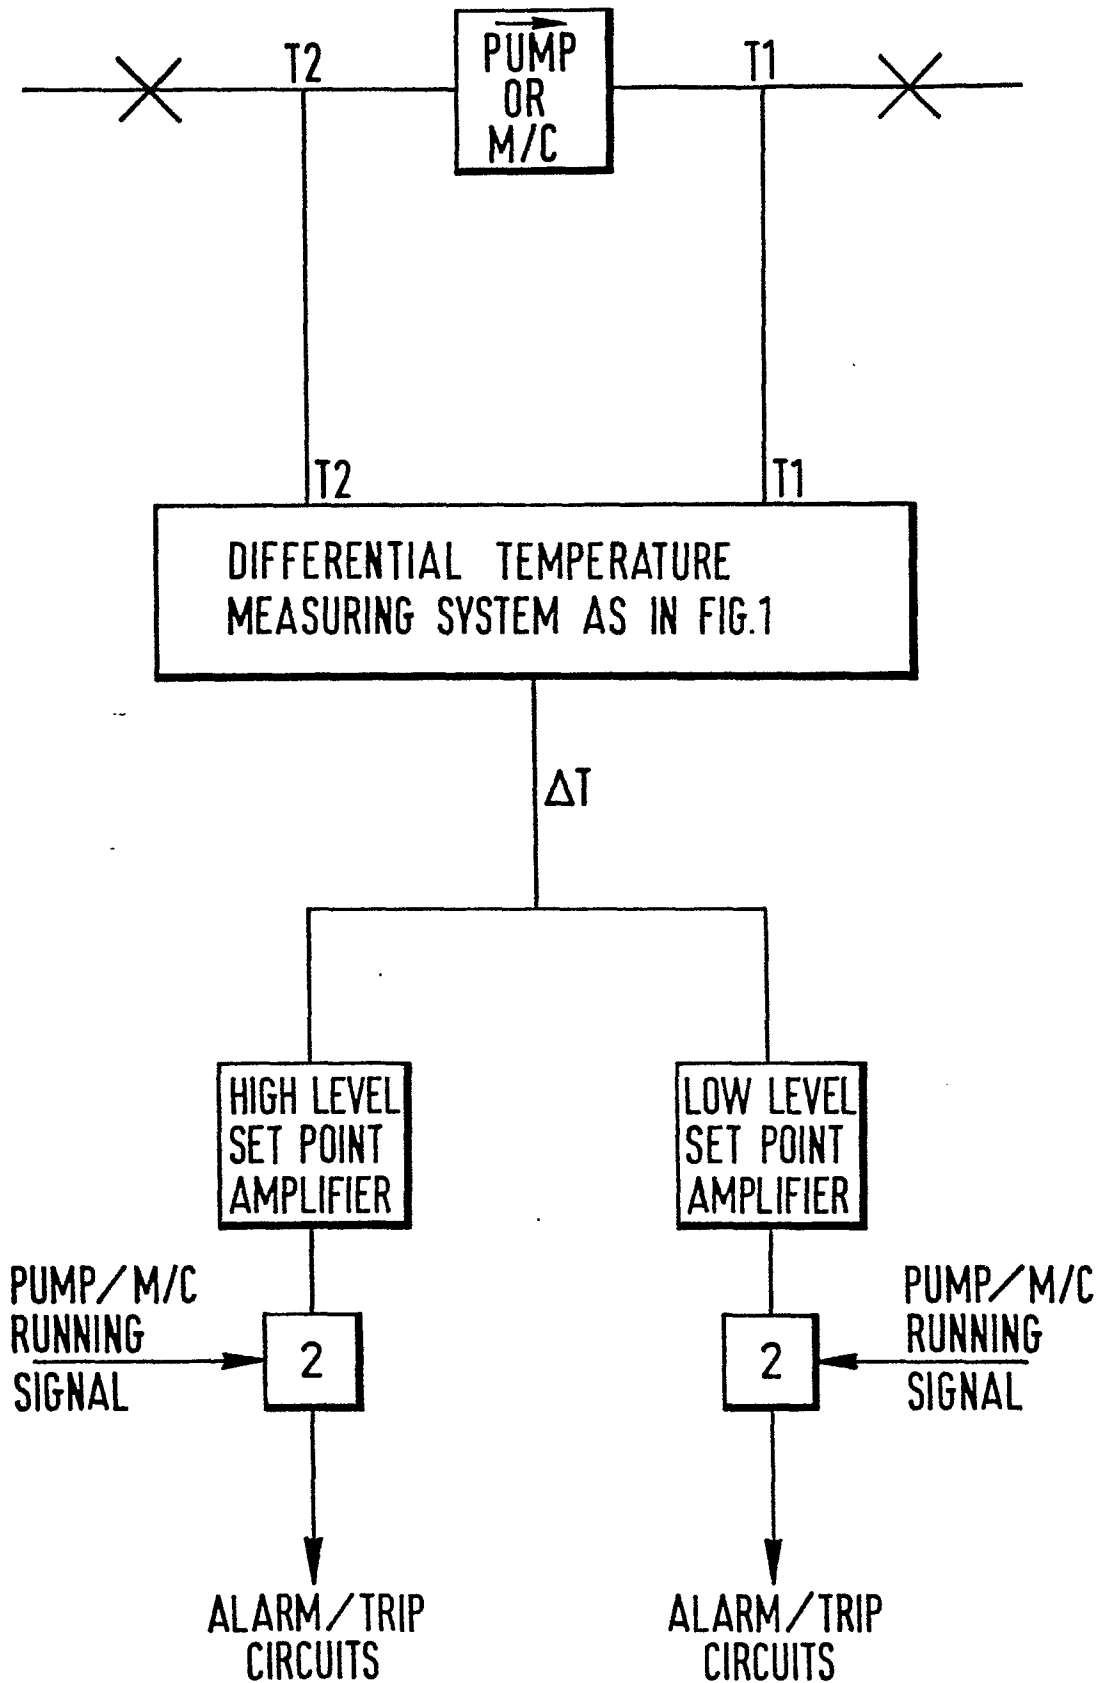 T2
PUMP
OR
M/C
T1
T2
T1
DIFFERENTIAL TEMPERATURE
MEASURING SYSTEM AS IN FIG.1
ΔT
HIGH LEVEL
SET POINT
AMPLIFIER
LOW LEVEL
SET POINT
AMPLIFIER
PUMP/M/C
RUNNING
SIGNAL
2
2
PUMP/M/C
RUNNING
SIGNAL
ALARM/TRIP
CIRCUITS
ALARM/TRIP
CIRCUITS